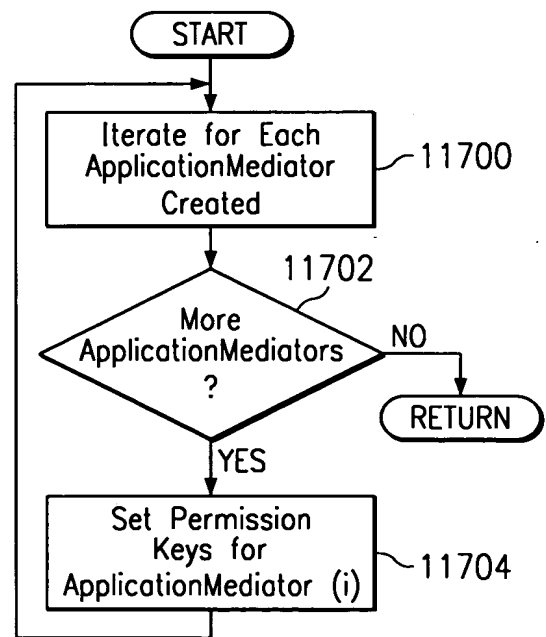 START
Iterate for Each
ApplicationMediator
Created
11700
11702
More
ApplicationMediators
?
NO
RETURN
YES
Set Permission
Keys for
ApplicationMediator (i)
11704